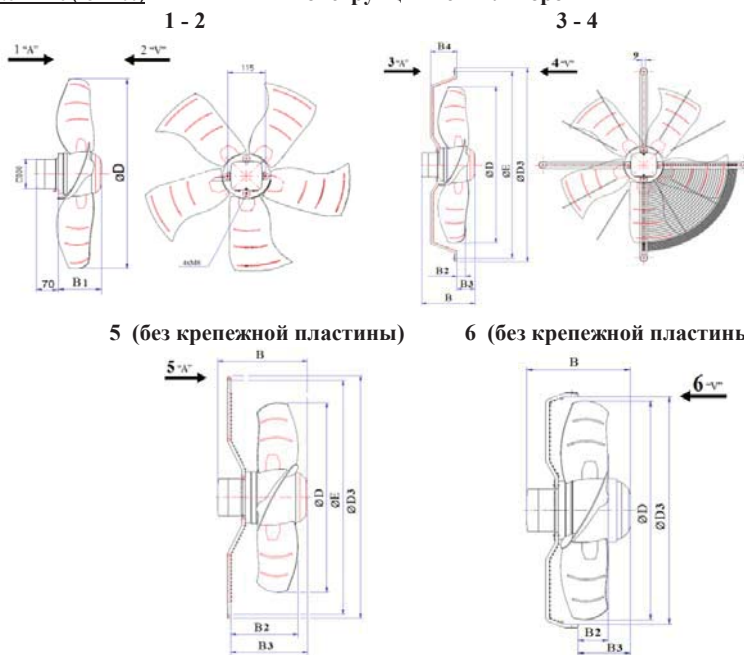 1 - 2
3 - 4
1 "A"
2 "V"
115
ØD
70
B1
B4
9
3 "A"
4 "V"
ØD
ØE
ØD3
B2
B3
B
5 (без крепежной пластины)
6 (без крепежной пластины
B
5 "A"
ØD
ØE
ØD3
B2
B3
B
6 "V"
ØD
ØD3
B2
B3